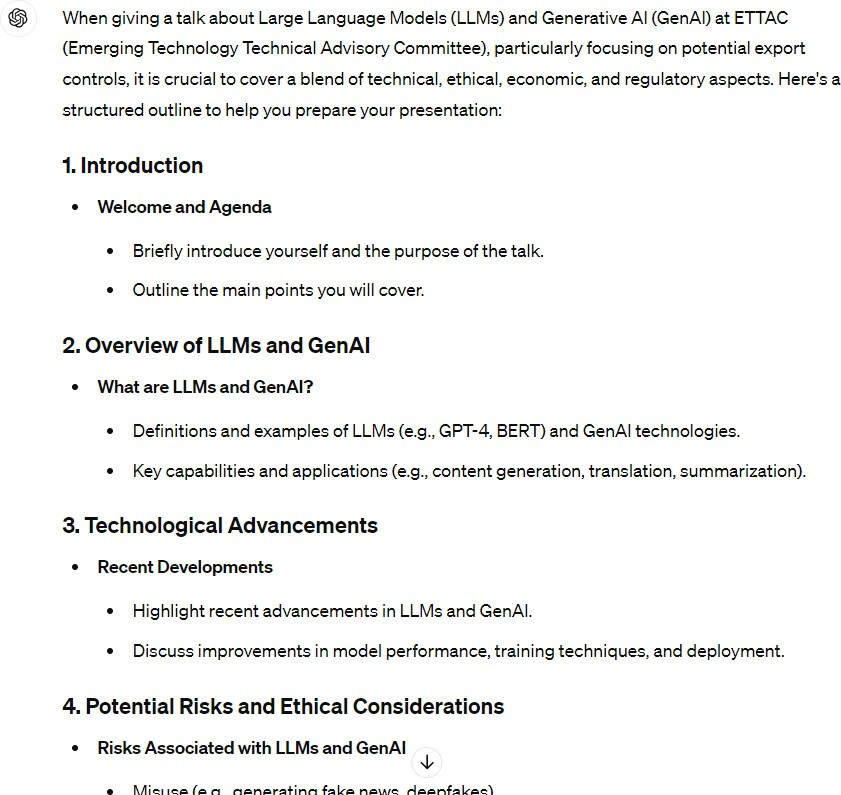 When giving a talk about Large Language Models (LLMs) and Generative AI (GenAI) at ETTAC
(Emerging Technology Technical Advisory Committee), particularly focusing on potential export
controls, it is crucial to cover a blend of technical, ethical, economic, and regulatory aspects. Here's a
structured outline to help you prepare your presentation:
1. Introduction
• Welcome and Agenda
• Briefly introduce yourself and the purpose of the talk.
• Outline the main points you will cover.
2. Overview of LLMs and GenAI
• What are LLMs and GenAI?
• Definitions and examples of LLMs (e.g., GPT-4, BERT) and GenAI technologies.
• Key capabilities and applications (e.g., content generation, translation, summarization).
3. Technological Advancements
• Recent Developments
• Highlight recent advancements in LLMs and GenAI.
• Discuss improvements in model performance, training techniques, and deployment.
4. Potential Risks and Ethical Considerations
• Risks Associated with LLMs and GenAI
• Misuse (e.g., generating fake news, deepfakes)